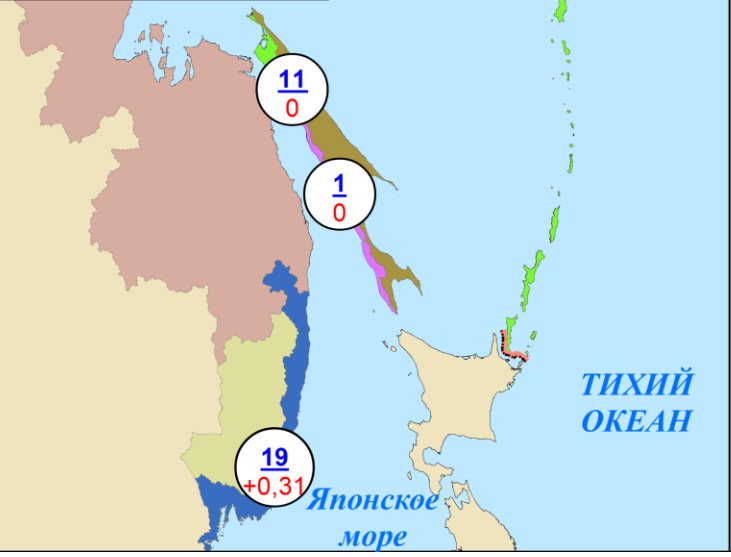 11
0
1
0
ТИХИЙ
ОКЕАН
19
+0,31
Японское
море